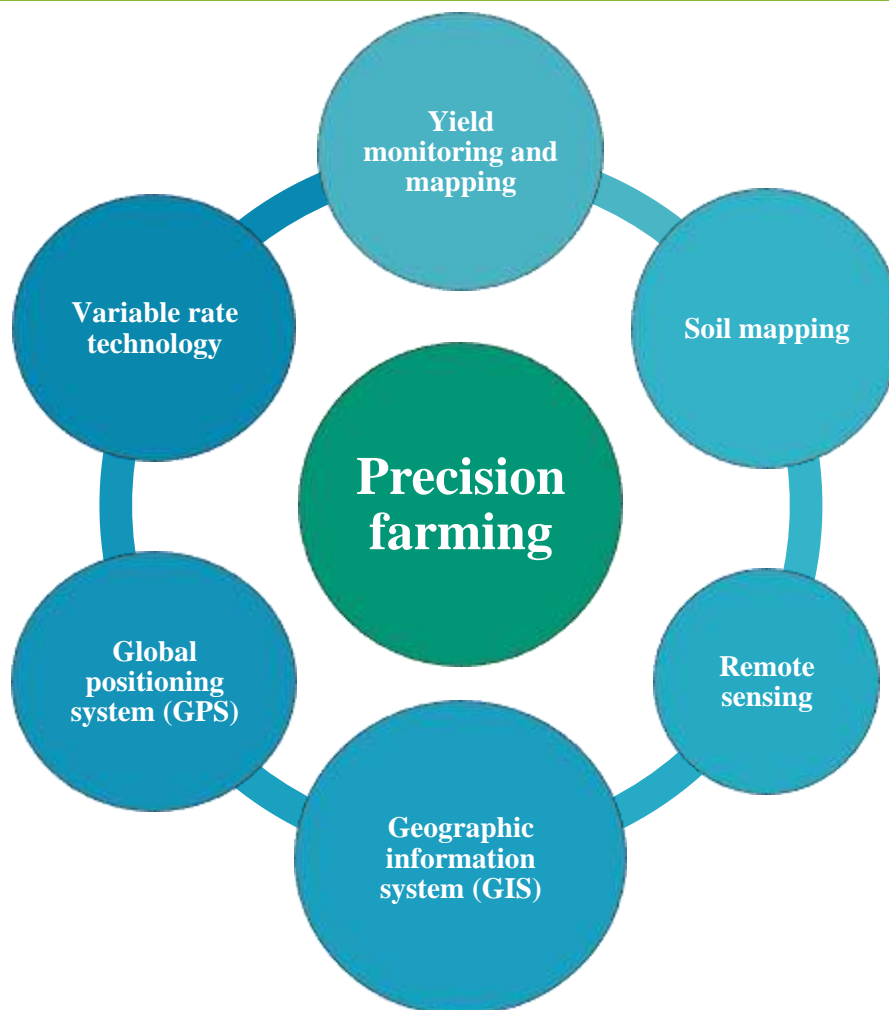 Yield
monitoring and
mapping
Variable rate
technology
Soil mapping
Precision
farming
Global
positioning
system (GPS)
Remote
sensing
Geographic
information
system (GIS)